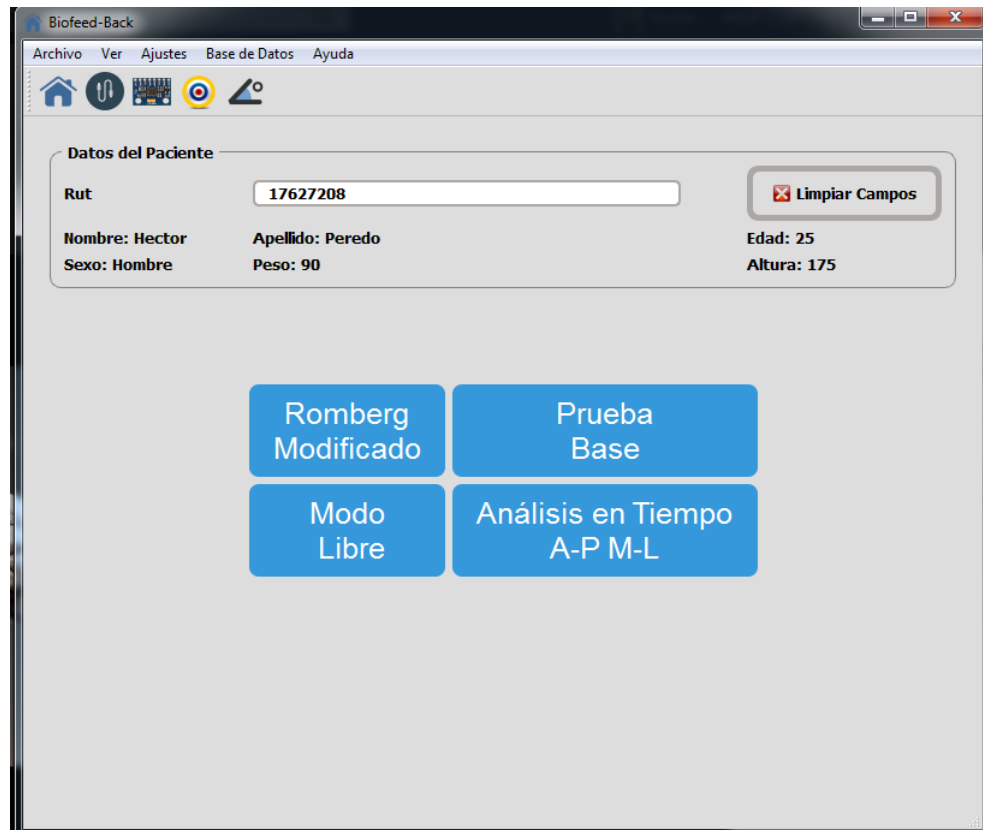 Biofeed-Back
Archivo Ver Ajustes Base de Datos Ayuda
Datos del Paciente
Rut 17627208 Limpiar Campos
Nombre: Hector Apellido: Peredo Edad: 25
Sexo: Hombre Peso: 90 Altura: 175
Romberg
Modificado
Prueba
Base
Modo
Libre
Análisis en Tiempo
A-P M-L